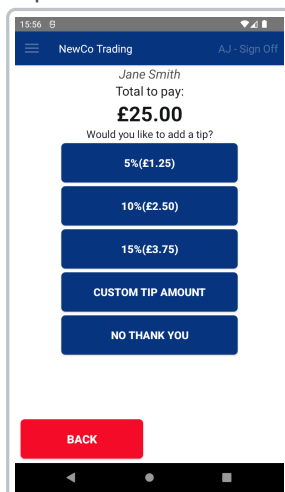 15:56
NewCo Trading
AJ - Sign Off
Jane Smith
Total to pay:
£25.00
Would you like to add a tip?
5%(£1.25)
10%(£2.50)
15%(£3.75)
CUSTOM TIP AMOUNT
NO THANK YOU
BACK